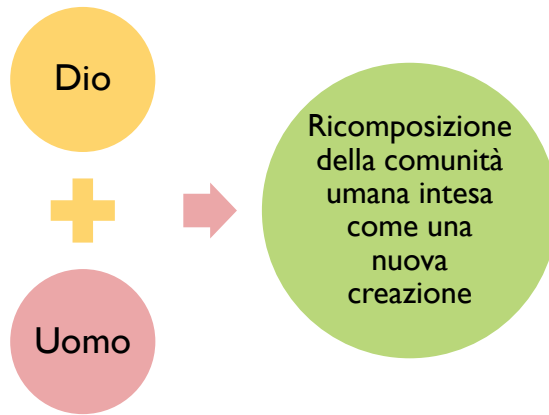 Dio
Uomo
Ricomposizione
della comunità
umana intesa
come una
nuova
creazione